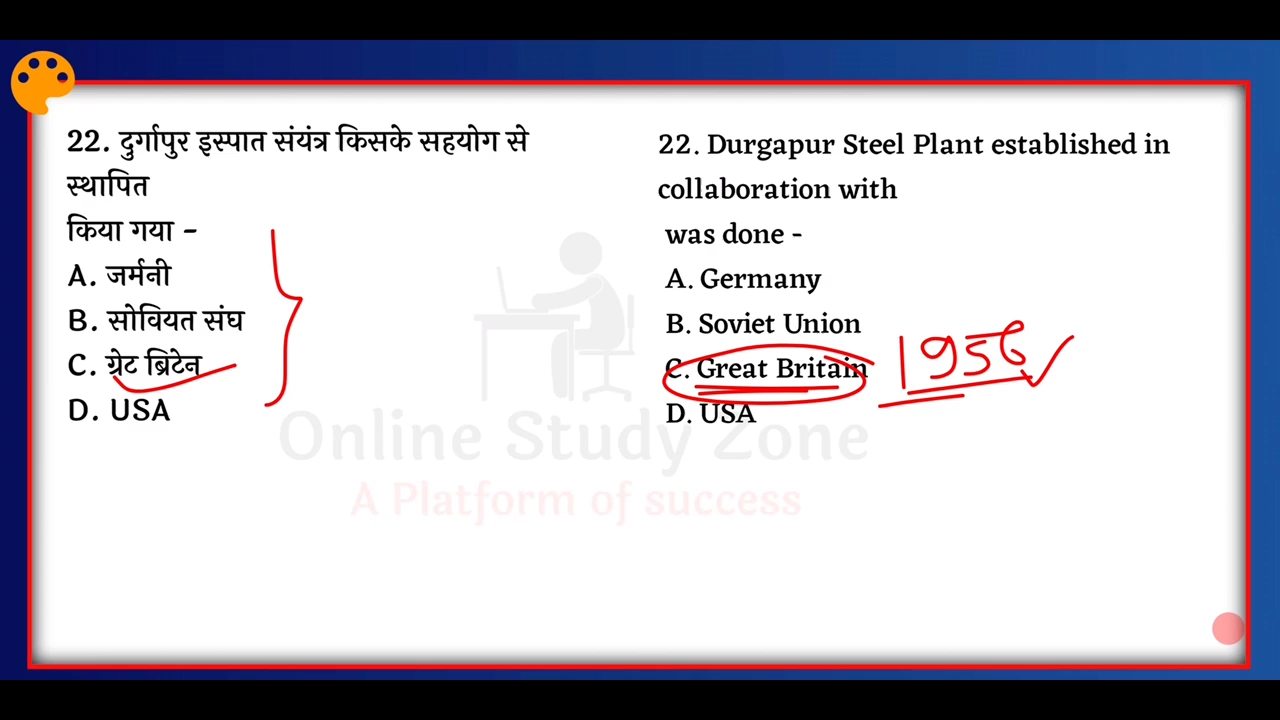 22. दुर्गापुर इस्पात संयंत्र किसके सहयोग से
स्थापित
किया गया -
A. जर्मनी
B. सोवियत संघ
C. ग्रेट ब्रिटेन
D. USA
22. Durgapur Steel Plant established in
collaboration with
was done -
A. Germany
B. Soviet Union
C. Great Britain
D. USA
1956
Online Study Zone
A Platform of success